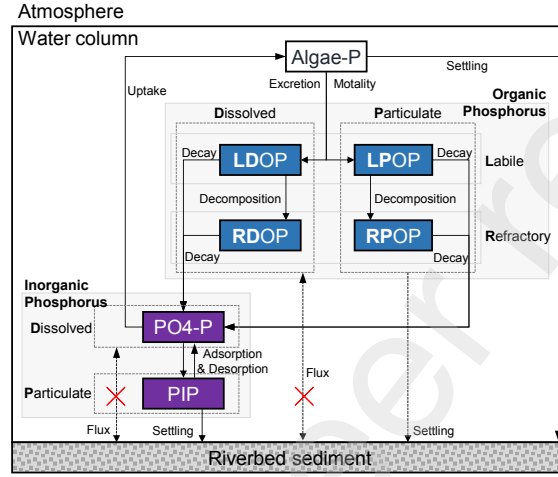 Atmosphere
Water column
Algae-P
Settling
Excretion
Motality
Uptake
Organic
Phosphorus
Dissolved
Particulate
Decay
LDOP
LPOP
Decay
Labile
Decomposition
Decomposition
RDOP
RPOP
Refractory
Decay
Decay
Inorganic
Phosphorus
Dissolved
PO4-P
Adsorption
& Desorption
Particulate
PIP
Flux
Flux
Settling
Settling
Riverbed sediment